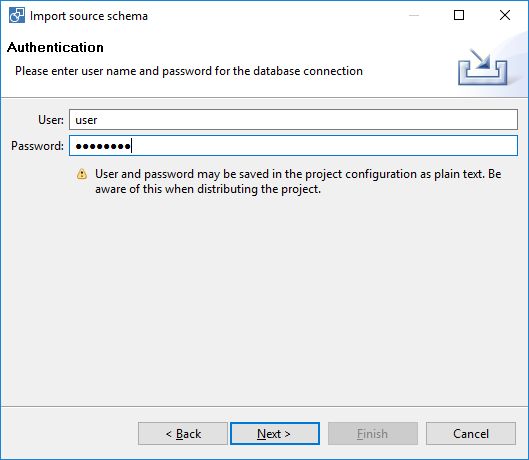 Import source schema
Authentication
Please enter user name and password for the database connection
User: user
Password: ●●●●●●●●
User and password may be saved in the project configuration as plain text. Be
aware of this when distributing the project.
< Back Next > Finish Cancel